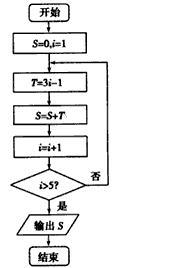 开始
S=0,i=1
T=3i-1
S=S+T
i=i+1
i>5?
否
是
输出 S
结束